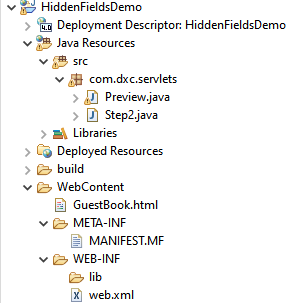 HiddenFieldsDemo
Deployment Descriptor: HiddenFieldsDemo
Java Resources
src
com.dxc.servlets
Preview.java
Step2.java
Libraries
Deployed Resources
build
WebContent
GuestBook.html
META-INF
MANIFEST.MF
WEB-INF
lib
web.xml